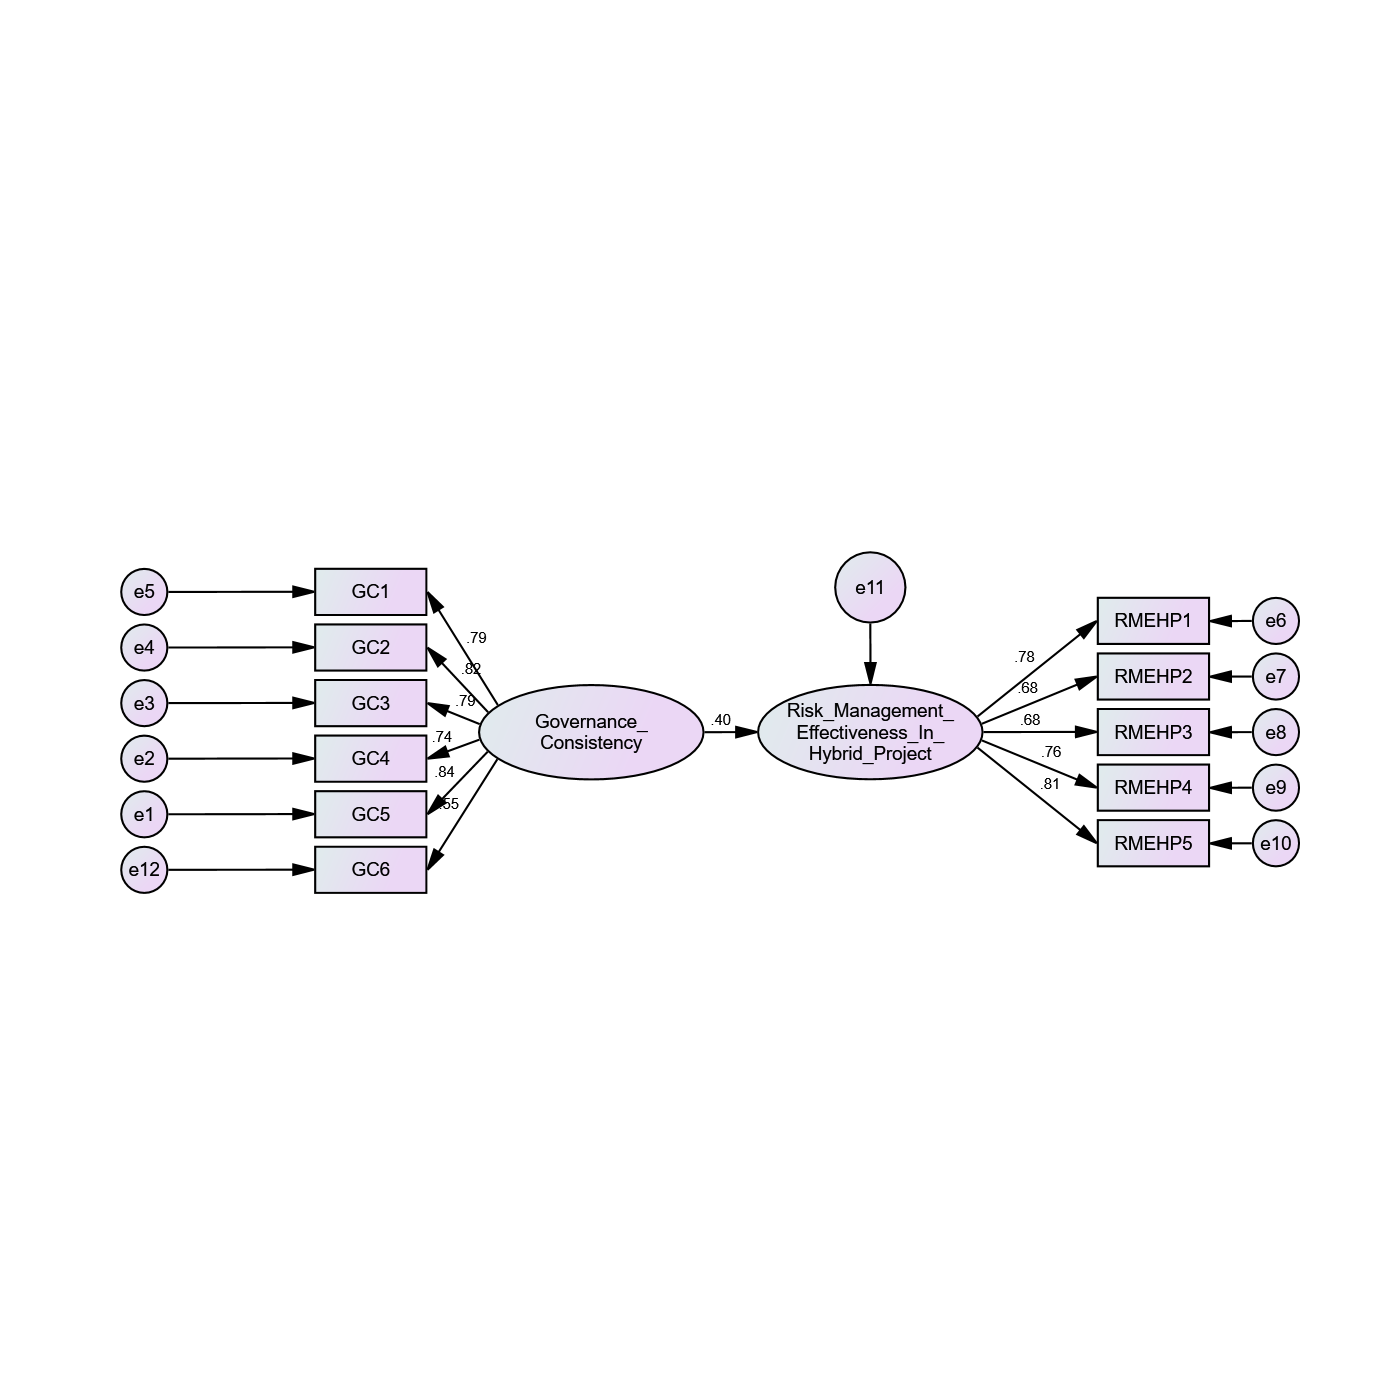 e5
GC1
e4
GC2
e3
GC3
e2
GC4
e1
GC5
e12
GC6
.79
.82
.79
.74
.84
.55
Governance_
Consistency
.40
e11
Risk_Management_
Effectiveness_In_
Hybrid_Project
.78
.68
.68
.76
.81
RMEHP1
e6
RMEHP2
e7
RMEHP3
e8
RMEHP4
e9
RMEHP5
e10